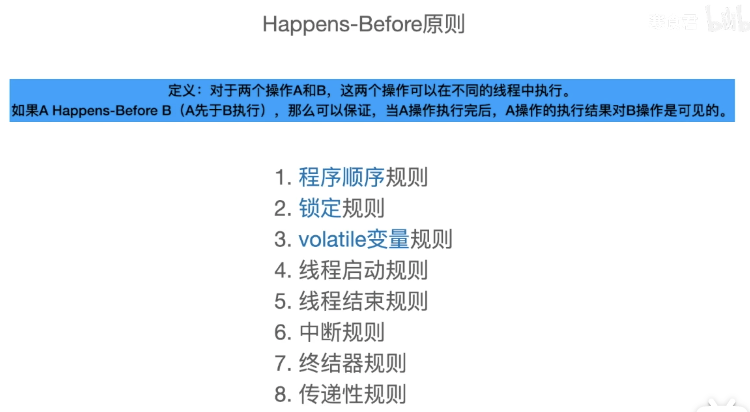 Happens-Before原则
定义：对于两个操作A和B，这两个操作可以在不同的线程中执行。
如果A Happens-Before B（A先于B执行），那么可以保证，当A操作执行完后，A操作的执行结果对B操作是可见的。
1. 程序顺序规则
2. 锁定规则
3. volatile变量规则
4. 线程启动规则
5. 线程结束规则
6. 中断规则
7. 终结器规则
8. 传递性规则